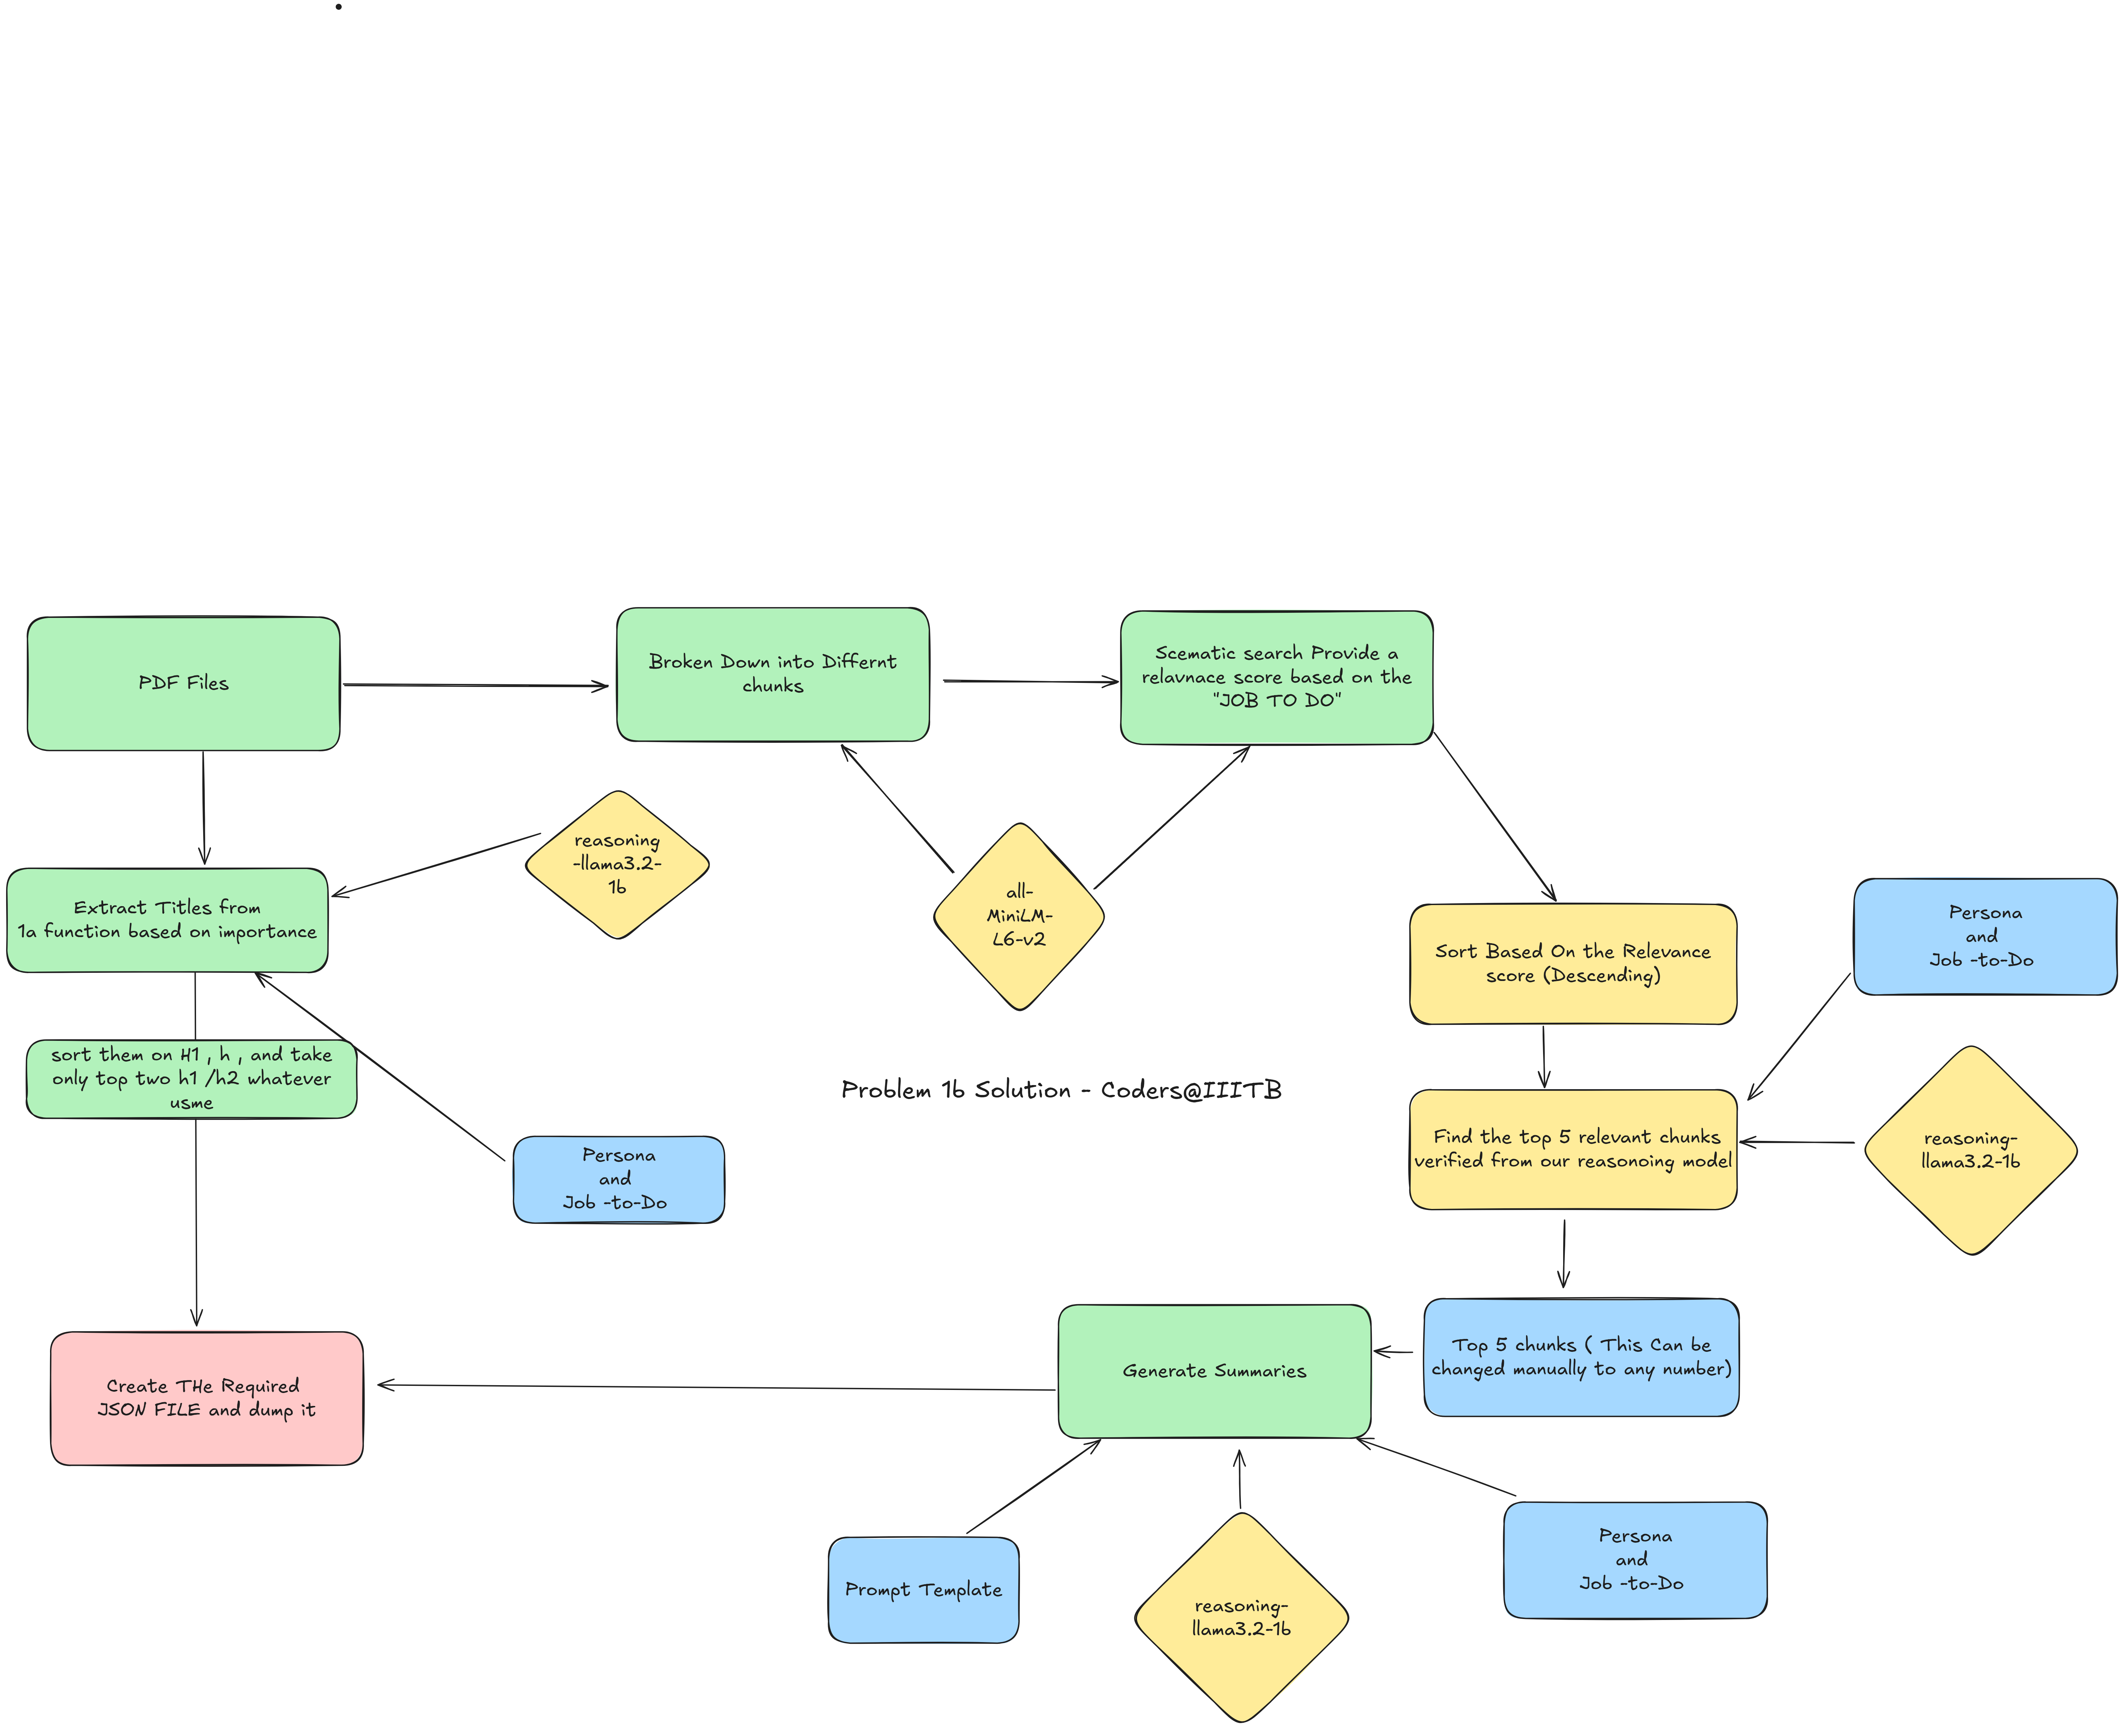 PDF Files
Broken Down into Differnt
chunks
Scematic search Provide a
relavnace score based on the
"JOB TO DO"
reasoning
-llama3.2-
1b
all-
MiniLM-
L6-v2
Extract Titles from
1a function based on importance
Persona
and
Job -to-Do
Sort Based On the Relevance
score (Descending)
sort them on H1 , h , and take
only top two h1 /h2 whatever
usme
Problem 1b Solution - Coders@IIITB
Find the top 5 relevant chunks
verified from our reasonoing model
reasoning-
llama3.2-1b
Persona
and
Job -to-Do
Top 5 chunks ( This Can be
changed manually to any number)
Generate Summaries
Create THe Required
JSON FILE and dump it
Prompt Template
reasoning-
llama3.2-1b
Persona
and
Job -to-Do